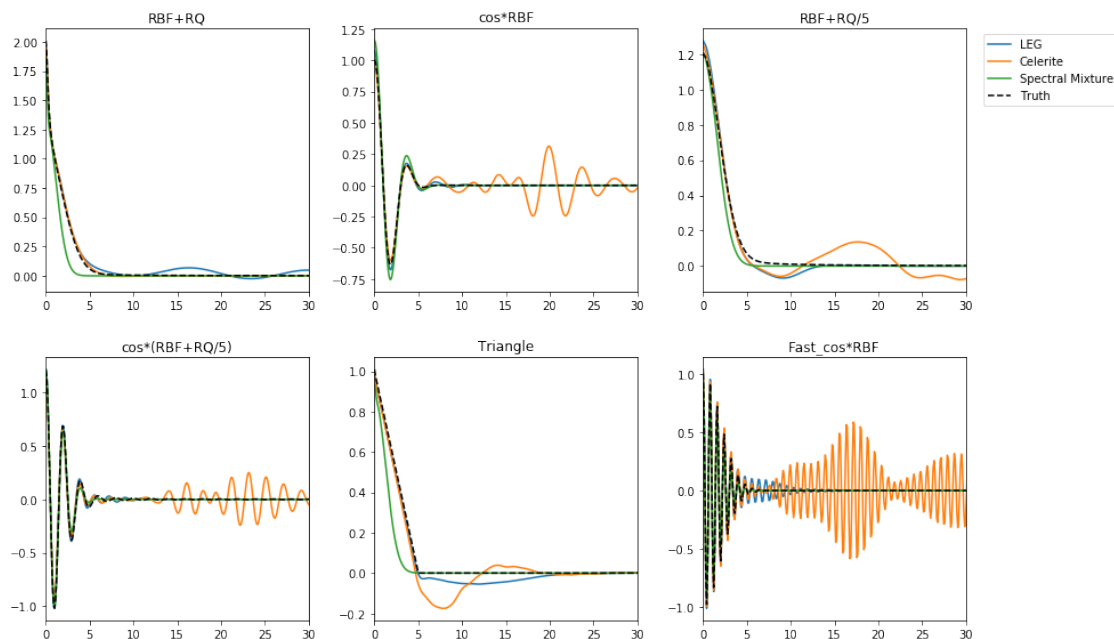 RBF+RQ
cos*RBF
RBF+RQ/5
2.00
1.75
1.50
1.25
1.00
0.75
0.50
0.25
0.00
0 5 10 15 20 25 30
1.25
1.00
0.75
0.50
0.25
0.00
−0.25
−0.50
−0.75
0 5 10 15 20 25 30
1.2
1.0
0.8
0.6
0.4
0.2
0.0
0 5 10 15 20 25 30
LEG
Celerite
Spectral Mixture
Truth
cos*(RBF+RQ/5)
Triangle
Fast_cos*RBF
1.0
0.5
0.0
−0.5
−1.0
0 5 10 15 20 25 30
1.0
0.8
0.6
0.4
0.2
0.0
−0.2
0 5 10 15 20 25 30
1.0
0.5
0.0
−0.5
−1.0
0 5 10 15 20 25 30